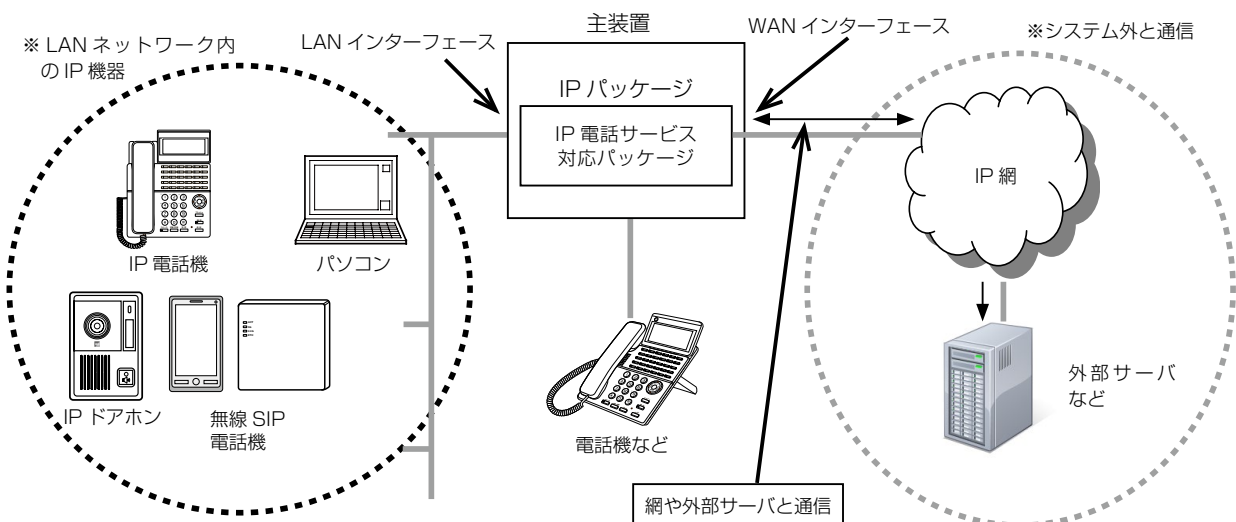 主装置
※ LAN ネットワーク内
の IP 機器
LAN インターフェース
WAN インターフェース
※システム外と通信
IP パッケージ
IP 電話サービス
対応パッケージ
IP 網
IP 電話機
パソコン
IP ドアホン
無線 SIP
電話機
電話機など
外部サーバ
など
網や外部サーバと通信